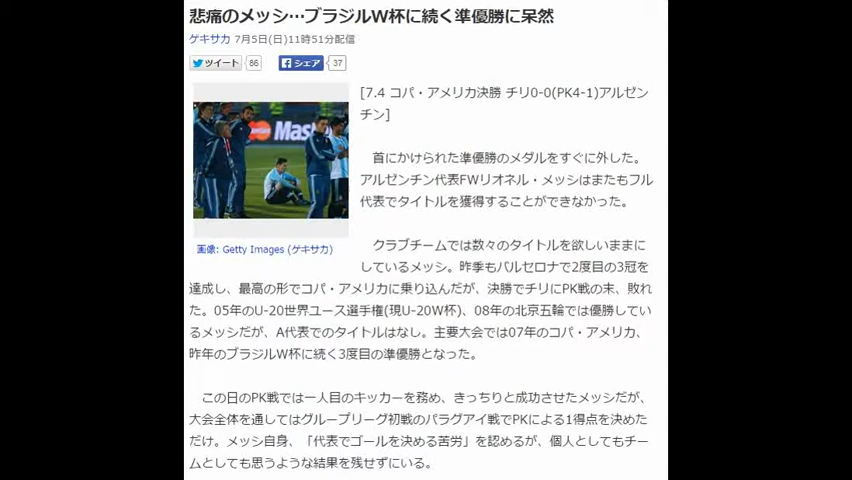 悲痛のメッシ…ブラジルW杯に続く準優勝に呆然
ゲキサカ 7月5日(日)11時51分配信
ツイート 86 シェア 37
[7.4 コパ・アメリカ決勝 チリ0-0(PK4-1)アルゼン
チン]
首にかけられた準優勝のメダルをすぐに外した。
アルゼンチン代表FWリオネル・メッシはまたもフル
代表でタイトルを獲得することができなかった。
画像: Getty Images (ゲキサカ)
クラブチームでは数々のタイトルを欲しいままに
しているメッシ。昨季もバルセロナで2度目の3冠を
達成し、最高の形でコパ・アメリカに乗り込んだが、決勝でチリにPK戦の末、敗れ
た。05年のU-20世界ユース選手権(現U-20W杯)、08年の北京五輪では優勝してい
るメッシだが、A代表でのタイトルはなし。主要大会では07年のコパ・アメリカ、
昨年のブラジルW杯に続く3度目の準優勝となった。
この日のPK戦では一人目のキッカーを務め、きっちりと成功させたメッシだが、
大会全体を通してはグループリーグ初戦のパラグアイ戦でPKによる1得点を決めた
だけ。メッシ自身、「代表でゴールを決める苦労」を認めるが、個人としてもチー
ムとしても思うような結果を残せずにいる。